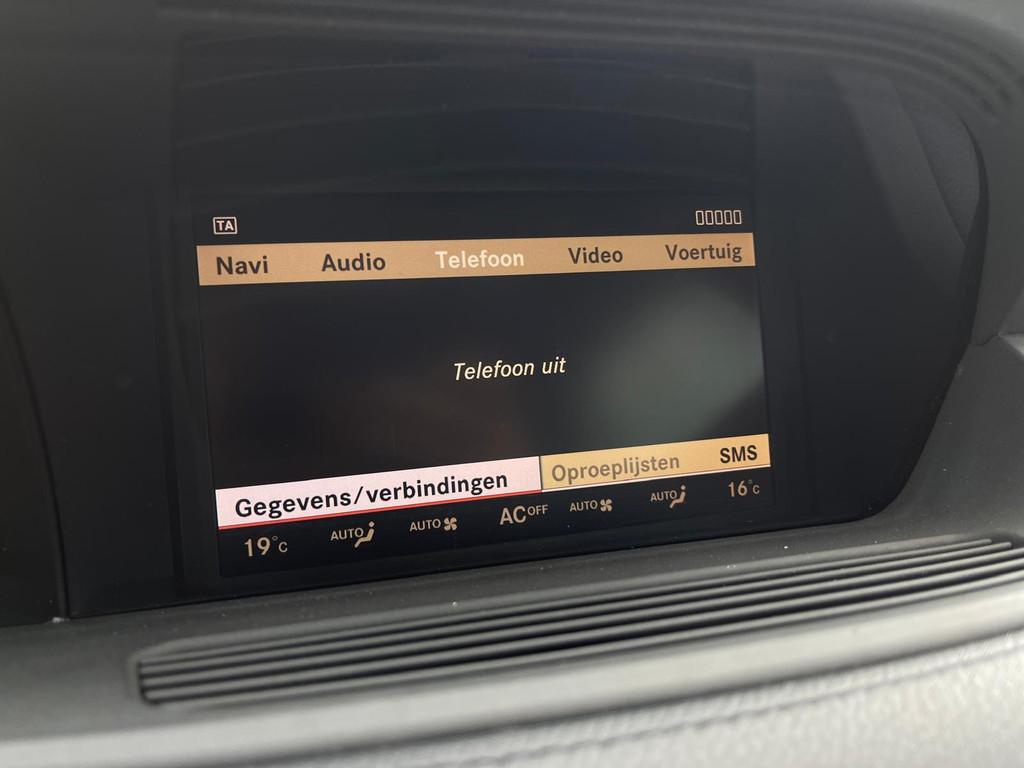 TA
Navi Audio Telefoon Video Voertuig
Telefoon uit
Gegevens/verbindingen Oproeplijsten SMS
19°C AUTO AUTO AC OFF AUTO AUTO 16°C